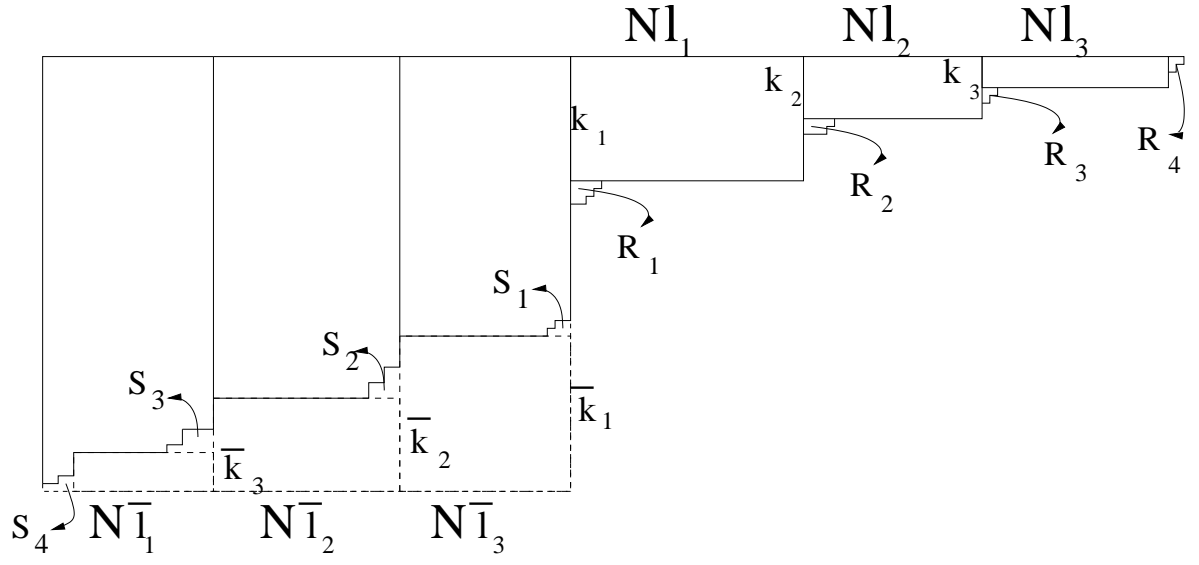 Nl₁ Nl₂ Nl₃
k₁ k₂ k₃
R₁ R₂ R₃ R₄
S₁
S₂
S₃
k̅₁
k̅₂
k̅₃
S₄ Nl̅₁ Nl̅₂ Nl̅₃